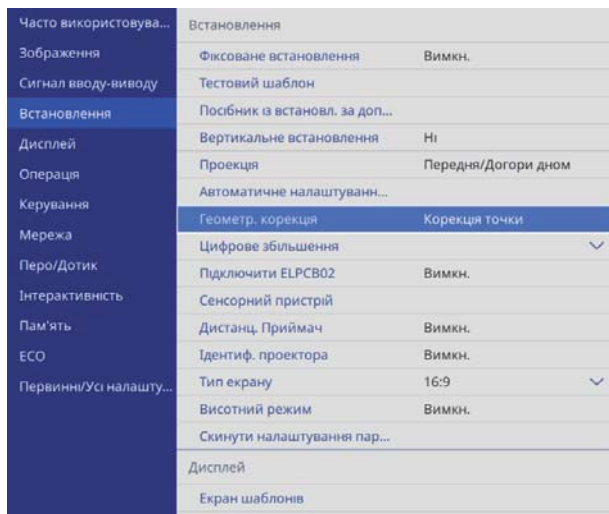 Часто використовува...
Зображення
Сигнал вводу-виводу
Встановлення
Дисплей
Операція
Керування
Мережа
Перо/Дотик
Інтерактивність
Пам'ять
ECO
Первинні/Усі налашту...
Встановлення
Фіксоване встановлення Вимкн.
Тестовий шаблон
Посібник із встановл. за доп...
Вертикальне встановлення Ні
Проекція Передня/Догори дном
Автоматичне налаштуванн...
Геометр. корекція Корекція точки
Цифрове збільшення
Підключити ELPCB02 Вимкн.
Сенсорний пристрій
Дистанц. Приймач Вимкн.
Ідентиф. проектора Вимкн.
Тип екрану 16:9
Висотний режим Вимкн.
Скинути налаштування пар...
Дисплей
Екран шаблонів